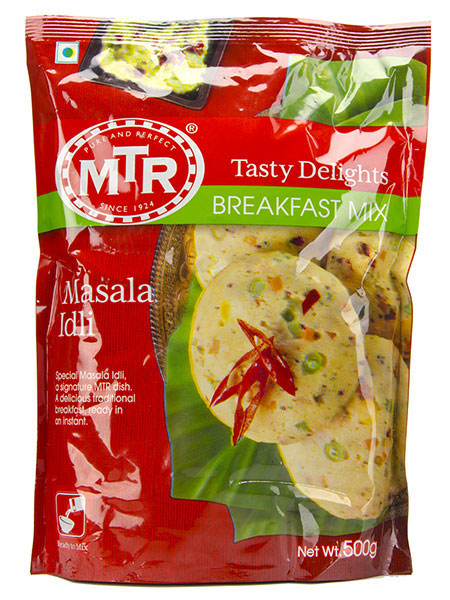 PURE AND PERFECT
MTR®
SINCE 1924
Tasty Delights
BREAKFAST MIX
Masala
Idli
Special Masala Idli,
a signature MTR dish.
A delicious traditional
breakfast, ready in
an instant.
Ready to Mix
Net Wt. 500g